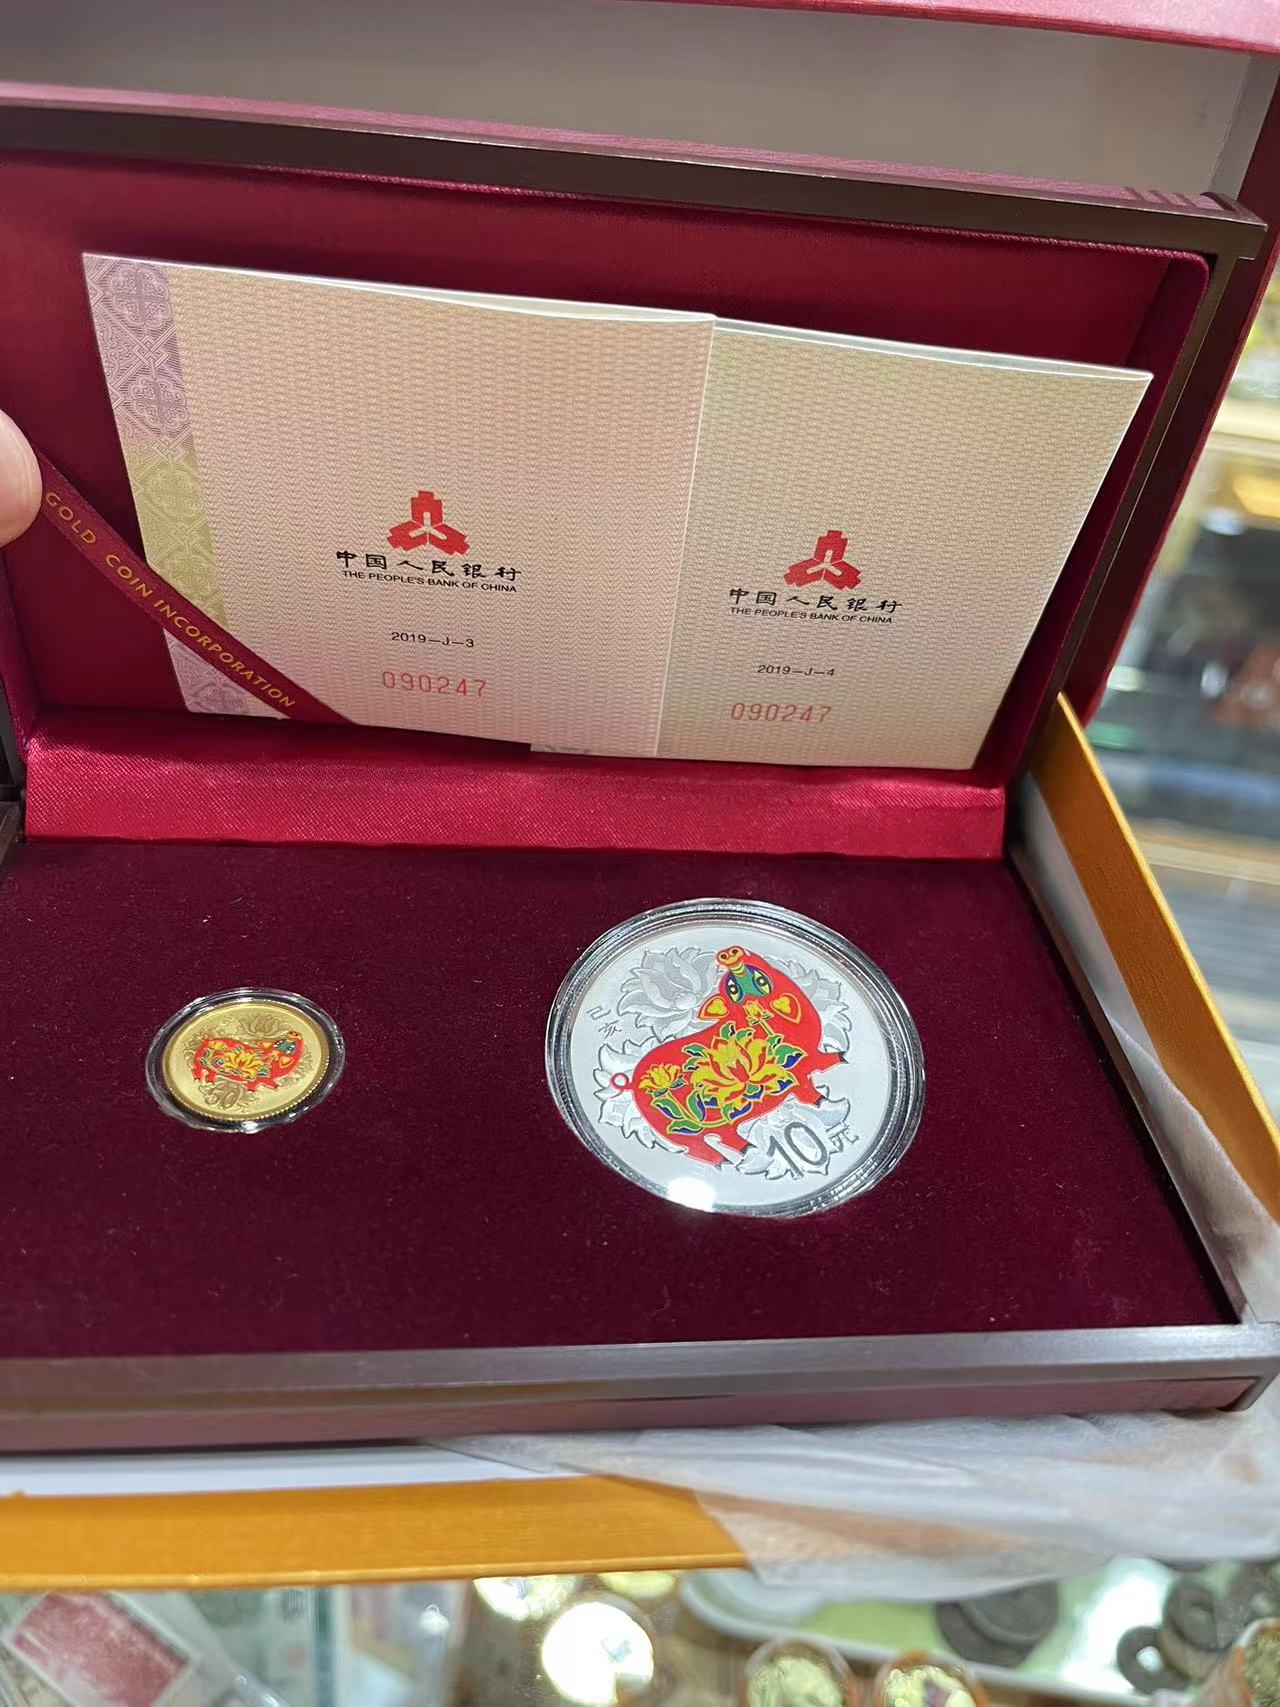 中国人民银行
THE PEOPLE'S BANK OF CHINA
2019-J-3
090247
中国人民银行
THE PEOPLE'S BANK OF CHINA
2019-J-4
090247
GOLD COIN INCORPORATION
50
己亥
10元